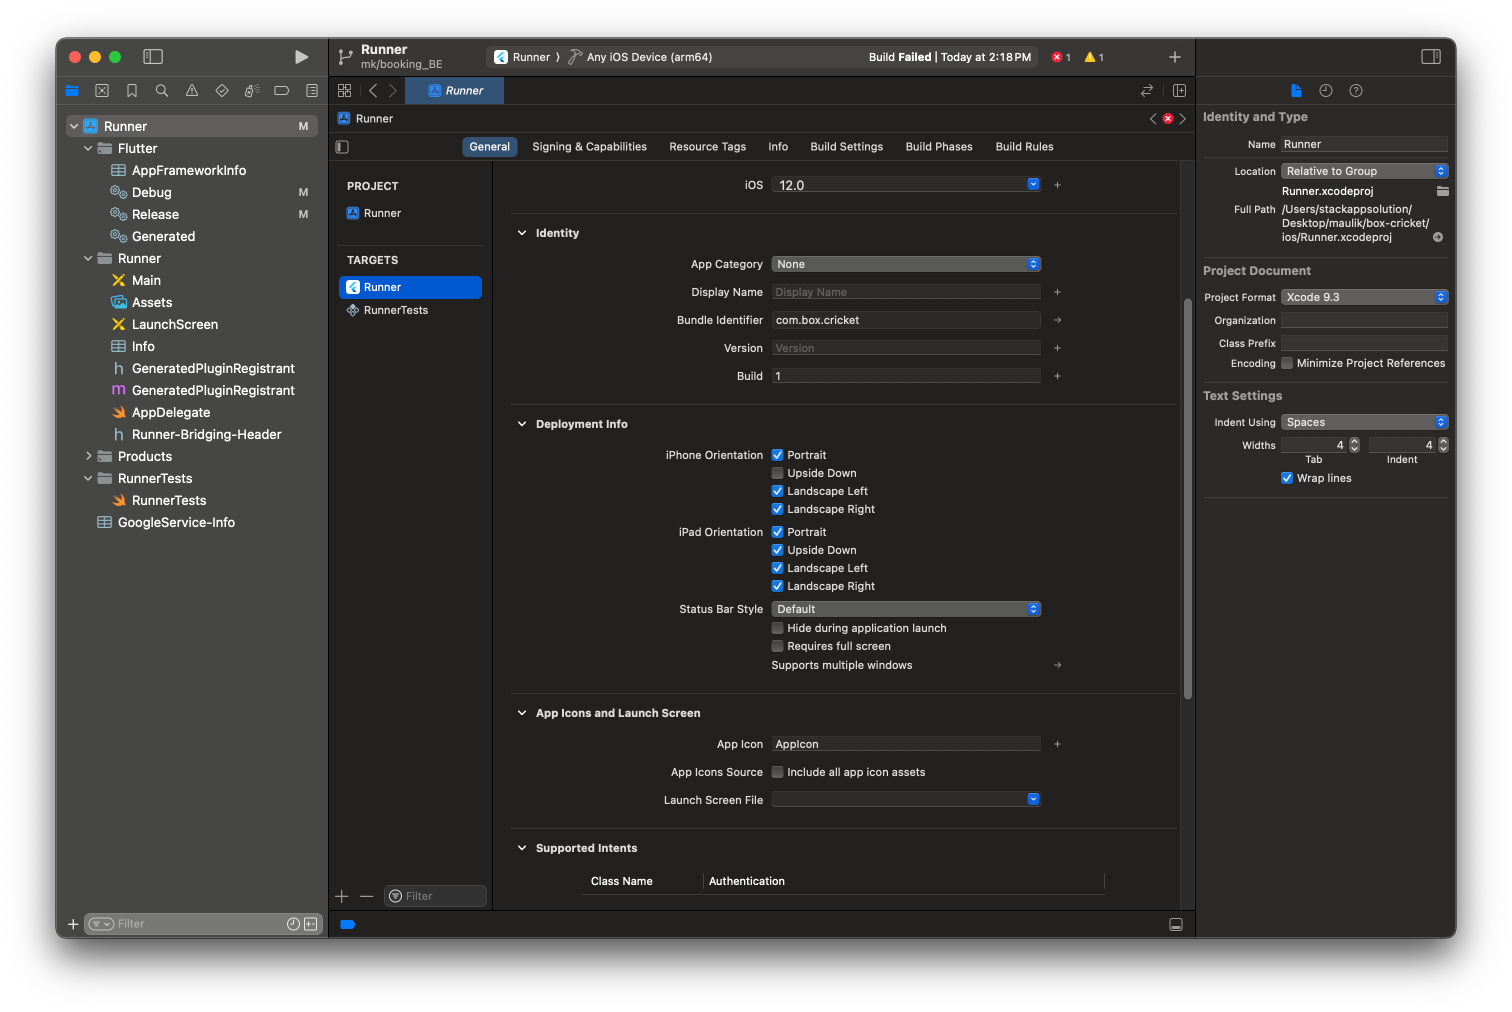 Runner
mk/booking_BE
Runner
Any iOS Device (arm64)
Build Failed | Today at 2:18 PM
1
1
Runner
M
Flutter
AppFrameworkInfo
Debug
M
Release
M
Generated
Runner
Main
Assets
LaunchScreen
Info
h GeneratedPluginRegistrant
m GeneratedPluginRegistrant
AppDelegate
h Runner-Bridging-Header
Products
RunnerTests
RunnerTests
GoogleService-Info
Filter
Runner
Runner
General
Signing & Capabilities
Resource Tags
Info
Build Settings
Build Phases
Build Rules
PROJECT
Runner
TARGETS
Runner
RunnerTests
Filter
iOS 12.0
Identity
App Category None
Display Name Display Name
Bundle Identifier com.box.cricket
Version Version
Build 1
Deployment Info
iPhone Orientation Portrait
Upside Down
Landscape Left
Landscape Right
iPad Orientation Portrait
Upside Down
Landscape Left
Landscape Right
Status Bar Style Default
Hide during application launch
Requires full screen
Supports multiple windows
App Icons and Launch Screen
App Icon AppIcon
App Icons Source Include all app icon assets
Launch Screen File
Supported Intents
Class Name Authentication
Identity and Type
Name Runner
Location Relative to Group
Runner.xcodeproj
Full Path /Users/stackappsolution/
Desktop/maulik/box-cricket/
ios/Runner.xcodeproj
Project Document
Project Format Xcode 9.3
Organization
Class Prefix
Encoding Minimize Project References
Text Settings
Indent Using Spaces
Widths 4 4
Tab Indent
Wrap lines